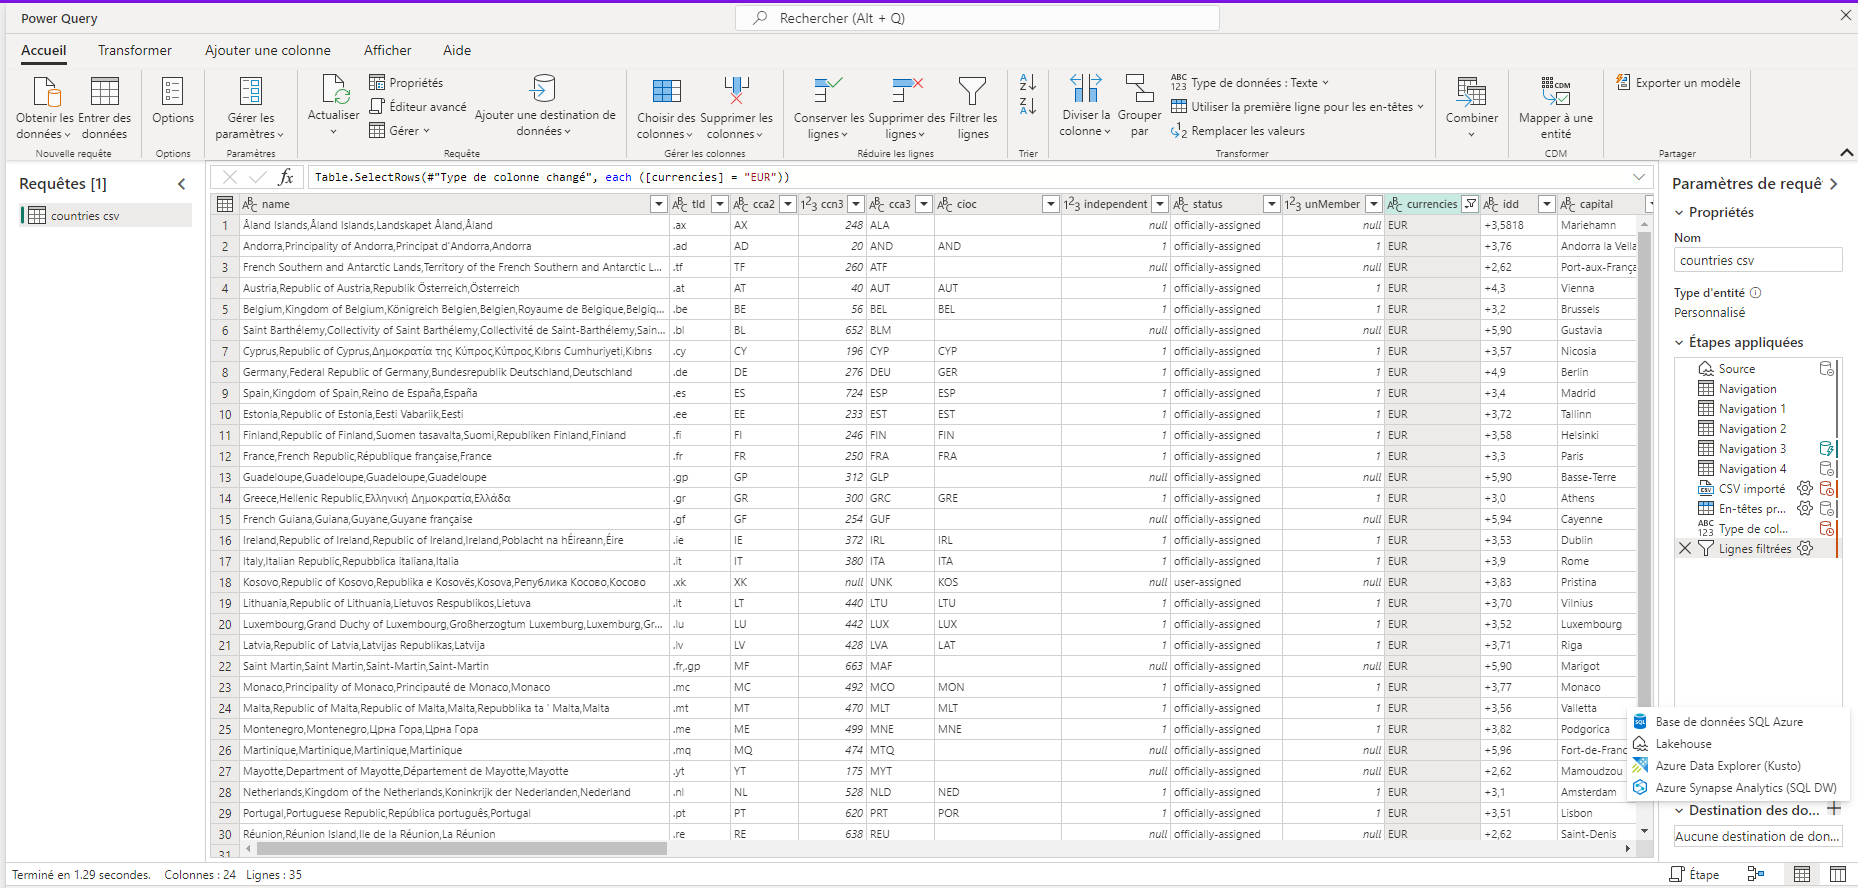 Power Query
Rechercher (Alt + Q)
Accueil Transformer Ajouter une colonne Afficher Aide
Obtenir les données
Entrer des données
Nouvelle requête
Options
Options
Gérer les paramètres
Paramètres
Actualiser
Propriétés
Éditeur avancé
Gérer
Ajouter une destination de données
Requête
Choisir des colonnes
Supprimer les colonnes
Gérer les colonnes
Conserver les lignes
Supprimer des lignes
Filtrer les lignes
Réduire les lignes
Trier
Diviser la colonne
Grouper par
Type de données : Texte
Utiliser la première ligne pour les en-têtes
Remplacer les valeurs
Transformer
Combiner
CDM
Mapper à une entité
CDM
Exporter un modèle
Partager
Requêtes [1]
countries csv
Table.SelectRows(#"Type de colonne changé", each ([currencies] = "EUR"))
name tld cca2 ccn3 cca3 cioc independent status unMember currencies idd capital
1 Åland Islands,Åland Islands,Landskapet Åland,Åland .ax AX 248 ALA null officially-assigned null EUR +3,5818 Mariehamn
2 Andorra,Principality of Andorra,Principat d'Andorra,Andorra .ad AD 20 AND AND 1 officially-assigned 1 EUR +3,76 Andorra la Vella
3 French Southern and Antarctic Lands,Territory of the French Southern and Antarctic L... .tf TF 260 ATF null officially-assigned null EUR +2,62 Port-aux-França
4 Austria,Republic of Austria,Republik Österreich,Österreich .at AT 40 AUT AUT 1 officially-assigned 1 EUR +4,3 Vienna
5 Belgium,Kingdom of Belgium,Königreich Belgien,Belgien,Royaume de Belgique,Belgiq... .be BE 56 BEL BEL 1 officially-assigned 1 EUR +3,2 Brussels
6 Saint Barthélemy,Collectivity of Saint Barthélemy,Collectivité de Saint-Barthélemy,Sain... .bl BL 652 BLM null officially-assigned null EUR +5,90 Gustavia
7 Cyprus,Republic of Cyprus,Δημοκρατία της Κύπρος,Κύπρος,Kıbrıs Cumhuriyeti,Kıbrıs .cy CY 196 CYP CYP 1 officially-assigned 1 EUR +3,57 Nicosia
8 Germany,Federal Republic of Germany,Bundesrepublik Deutschland,Deutschland .de DE 276 DEU GER 1 officially-assigned 1 EUR +4,9 Berlin
9 Spain,Kingdom of Spain,Reino de España,España .es ES 724 ESP ESP 1 officially-assigned 1 EUR +3,4 Madrid
10 Estonia,Republic of Estonia,Eesti Vabariik,Eesti .ee EE 233 EST EST 1 officially-assigned 1 EUR +3,72 Tallinn
11 Finland,Republic of Finland,Suomen tasavalta,Suomi,Republiken Finland,Finland .fi FI 246 FIN FIN 1 officially-assigned 1 EUR +3,58 Helsinki
12 France,French Republic,République française,France .fr FR 250 FRA FRA 1 officially-assigned 1 EUR +3,3 Paris
13 Guadeloupe,Guadeloupe,Guadeloupe,Guadeloupe .gp GP 312 GLP null officially-assigned null EUR +5,90 Basse-Terre
14 Greece,Hellenic Republic,Ελληνική Δημοκρατία,Ελλάδα .gr GR 300 GRC GRE 1 officially-assigned 1 EUR +3,0 Athens
15 French Guiana,Guiana,Guyane,Guyane française .gf GF 254 GUF null officially-assigned null EUR +5,94 Cayenne
16 Ireland,Republic of Ireland,Republic of Ireland,Ireland,Poblacht na hÉireann,Éire .ie IE 372 IRL IRL 1 officially-assigned 1 EUR +3,53 Dublin
17 Italy,Italian Republic,Repubblica italiana,Italia .it IT 380 ITA ITA 1 officially-assigned 1 EUR +3,9 Rome
18 Kosovo,Republic of Kosovo,Republika e Kosovës,Kosova,Република Косово,Косово .xk XK null UNK KOS null user-assigned null EUR +3,83 Pristina
19 Lithuania,Republic of Lithuania,Lietuvos Respublikos,Lietuva .lt LT 440 LTU LTU 1 officially-assigned 1 EUR +3,70 Vilnius
20 Luxembourg,Grand Duchy of Luxembourg,Großherzogtum Luxemburg,Luxemburg,Gr... .lu LU 442 LUX LUX 1 officially-assigned 1 EUR +3,52 Luxembourg
21 Latvia,Republic of Latvia,Latvijas Republikas,Latvija .lv LV 428 LVA LAT 1 officially-assigned 1 EUR +3,71 Riga
22 Saint Martin,Saint Martin,Saint-Martin,Saint-Martin .fr,.gp MF 663 MAF null officially-assigned null EUR +5,90 Marigot
23 Monaco,Principality of Monaco,Principauté de Monaco,Monaco .mc MC 492 MCO MON 1 officially-assigned 1 EUR +3,77 Monaco
24 Malta,Republic of Malta,Republic of Malta,Malta,Repubblika ta ' Malta,Malta .mt MT 470 MLT MLT 1 officially-assigned 1 EUR +3,56 Valletta
25 Montenegro,Montenegro,Црна Гора,Црна Гора .me ME 499 MNE MNE 1 officially-assigned 1 EUR +3,82 Podgorica
26 Martinique,Martinique,Martinique,Martinique .mq MQ 474 MTQ null officially-assigned null EUR +5,96 Fort-de-Franc
27 Mayotte,Department of Mayotte,Département de Mayotte,Mayotte .yt YT 175 MYT null officially-assigned null EUR +2,62 Mamoudzou
28 Netherlands,Kingdom of the Netherlands,Koninkrijk der Nederlanden,Nederland .nl NL 528 NLD NED 1 officially-assigned 1 EUR +3,1 Amsterdam
29 Portugal,Portuguese Republic,República português,Portugal .pt PT 620 PRT POR 1 officially-assigned 1 EUR +3,51 Lisbon
30 Réunion,Réunion Island,Ile de la Réunion,La Réunion .re RE 638 REU null officially-assigned null EUR +2,62 Saint-Denis
31
Paramètres de requêt
Propriétés
Nom
countries csv
Type d'entité
Personnalisé
Étapes appliquées
Source
Navigation
Navigation 1
Navigation 2
Navigation 3
Navigation 4
CSV importé
En-têtes pr...
Type de col...
Lignes filtrées
Base de données SQL Azure
Lakehouse
Azure Data Explorer (Kusto)
Azure Synapse Analytics (SQL DW)
Destination des do...
Aucune destination de don...
Terminé en 1.29 secondes. Colonnes : 24 Lignes : 35
Étape